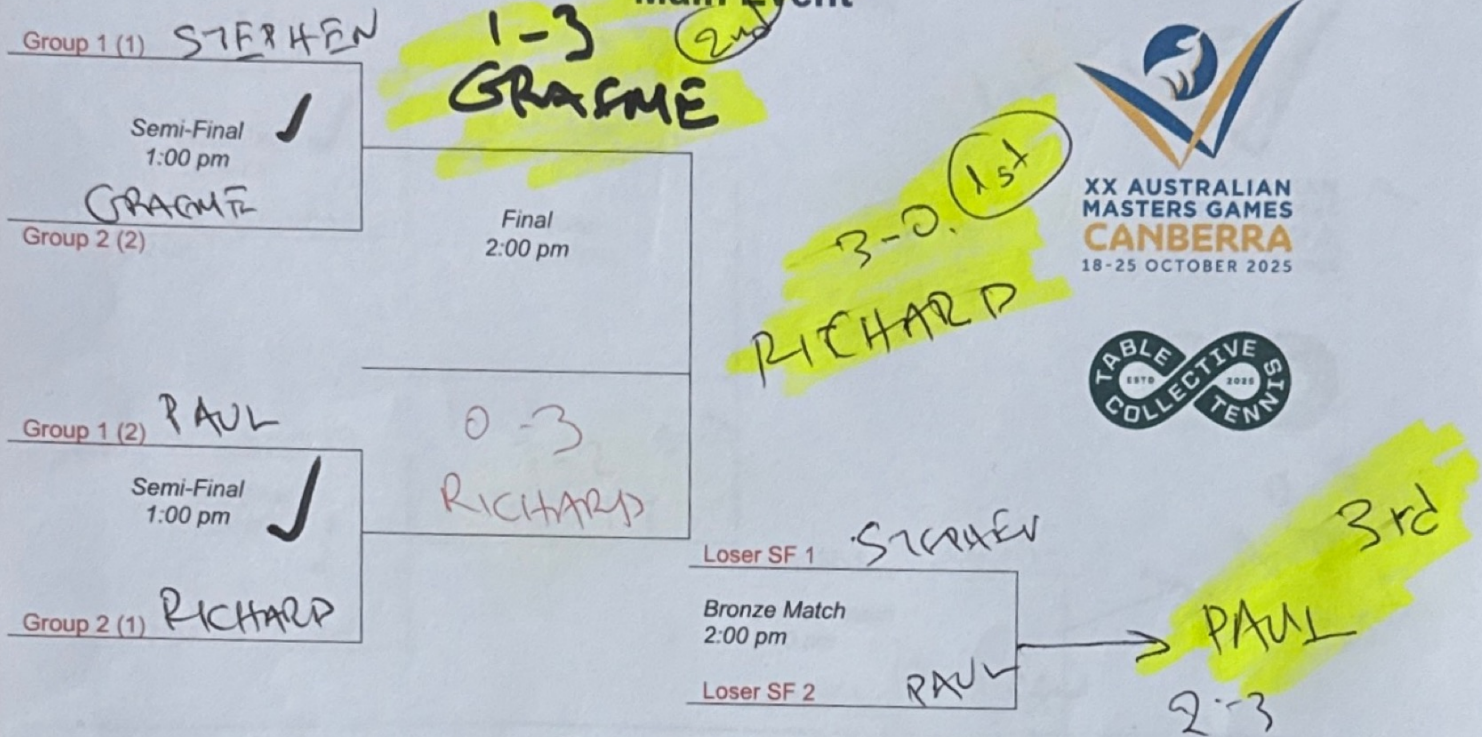 Main Event
Group 1 (1) STEPHEN
Semi-Final
1:00 pm
GRAEME
Group 2 (2)
1-3 2nd
GRAEME
Final
2:00 pm
3-0. 1st
RICHARD
Group 1 (2) PAUL
Semi-Final
1:00 pm
Group 2 (1) RICHARD
0-3
RICHARD
Loser SF 1 STEPHEN
Bronze Match
2:00 pm
Loser SF 2 PAUL
3rd
PAUL
2-3
XX AUSTRALIAN
MASTERS GAMES
CANBERRA
18-25 OCTOBER 2025
TABLE TENNIS
COLLECTIVE
ESTD 2025